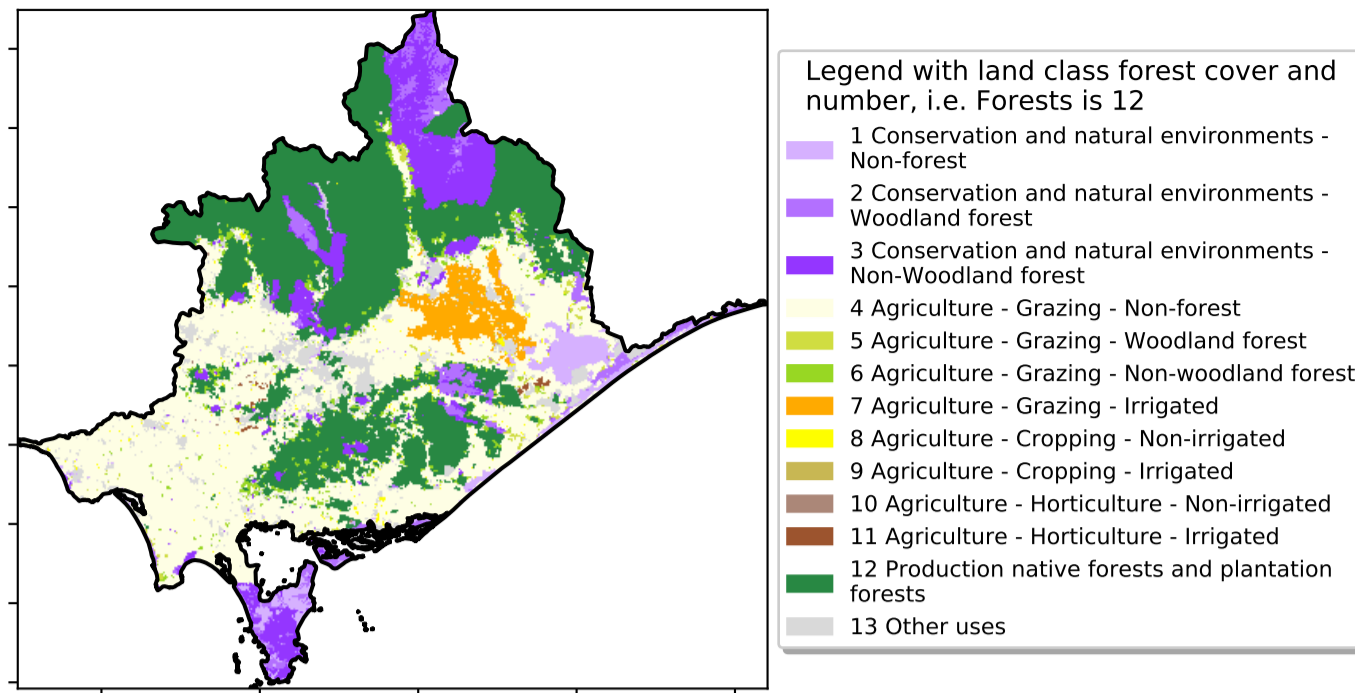 Legend with land class forest cover and
number, i.e. Forests is 12
1 Conservation and natural environments -
Non-forest
2 Conservation and natural environments -
Woodland forest
3 Conservation and natural environments -
Non-Woodland forest
4 Agriculture - Grazing - Non-forest
5 Agriculture - Grazing - Woodland forest
6 Agriculture - Grazing - Non-woodland forest
7 Agriculture - Grazing - Irrigated
8 Agriculture - Cropping - Non-irrigated
9 Agriculture - Cropping - Irrigated
10 Agriculture - Horticulture - Non-irrigated
11 Agriculture - Horticulture - Irrigated
12 Production native forests and plantation
forests
13 Other uses